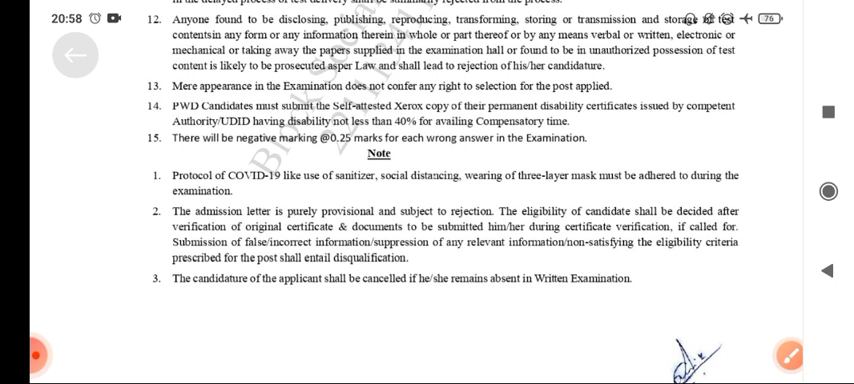 20:58
76
12. Anyone found to be disclosing, publishing, reproducing, transforming, storing or transmission and storage of test
contentsin any form or any information therein in whole or part thereof or by any means verbal or written, electronic or
mechanical or taking away the papers supplied in the examination hall or found to be in unauthorized possession of test
content is likely to be prosecuted asper Law and shall lead to rejection of his/her candidature.
13. Mere appearance in the Examination does not confer any right to selection for the post applied.
14. PWD Candidates must submit the Self-attested Xerox copy of their permanent disability certificates issued by competent
Authority/UDID having disability not less than 40% for availing Compensatory time.
15. There will be negative marking @0.25 marks for each wrong answer in the Examination.
Note
1. Protocol of COVID-19 like use of sanitizer, social distancing, wearing of three-layer mask must be adhered to during the
examination.
2. The admission letter is purely provisional and subject to rejection. The eligibility of candidate shall be decided after
verification of original certificate & documents to be submitted him/her during certificate verification, if called for.
Submission of false/incorrect information/suppression of any relevant information/non-satisfying the eligibility criteria
prescribed for the post shall entail disqualification.
3. The candidature of the applicant shall be cancelled if he/she remains absent in Written Examination.